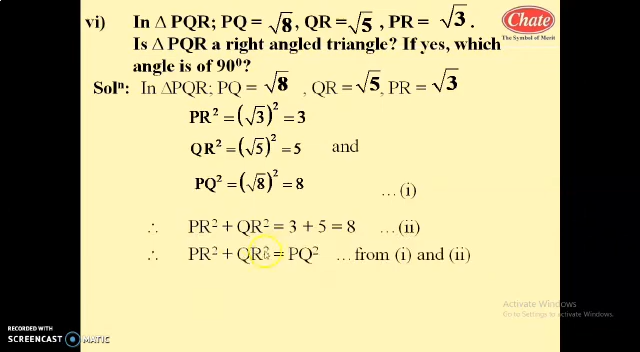 vi) In Δ PQR; PQ = √8, QR = √5, PR = √3.
Chate
The Symbol of Merit
Is Δ PQR a right angled triangle? If yes, which
angle is of 90⁰?
Solⁿ: In ΔPQR; PQ = √8, QR = √5, PR = √3
PR² = (√3)² = 3
QR² = (√5)² = 5 and
PQ² = (√8)² = 8 ...(i)
∴ PR² + QR² = 3 + 5 = 8 ...(ii)
∴ PR² + QR² = PQ² ...from (i) and (ii)
Activate Windows
Go to Settings to activate Windows.
RECORDED WITH
SCREENCAST MATIC